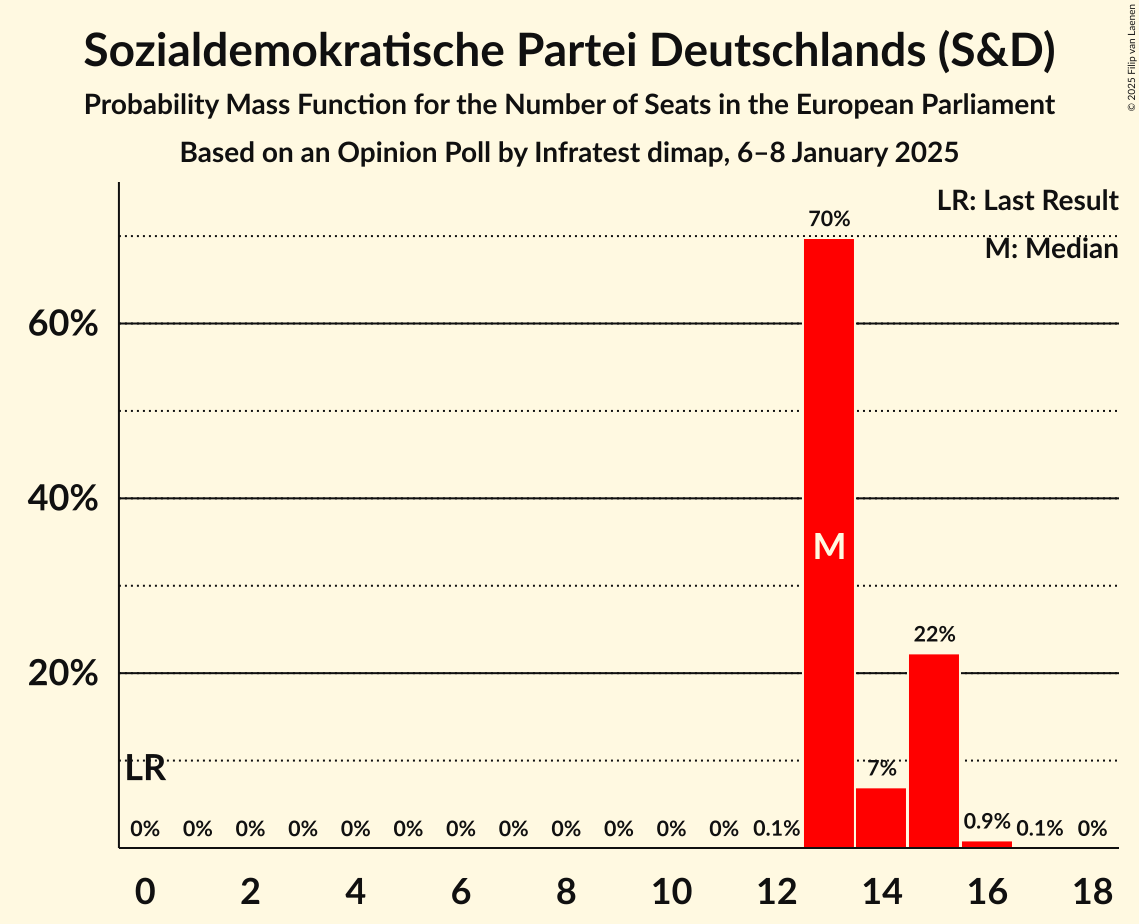 Sozialdemokratische Partei Deutschlands (S&D)
Probability Mass Function for the Number of Seats in the European Parliament
Based on an Opinion Poll by Infratest dimap, 6–8 January 2025
© 2025 Filip van Laenen
LR: Last Result
M: Median
70%
60%
40%
M
22%
20%
LR
7%
0% 0% 0% 0% 0% 0% 0% 0% 0% 0% 0% 0% 0.1% 0.9% 0.1% 0%
0 2 4 6 8 10 12 14 16 18